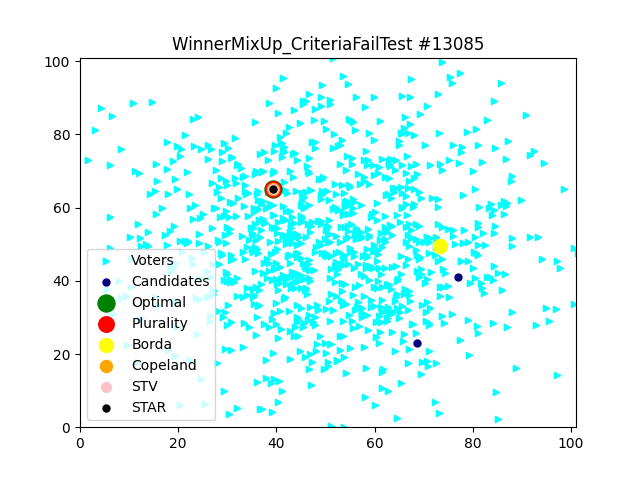 WinnerMixUp_CriteriaFailTest #13085
100
80
60
40
20
0
Voters
Candidates
Optimal
Plurality
Borda
Copeland
STV
STAR
0 20 40 60 80 100